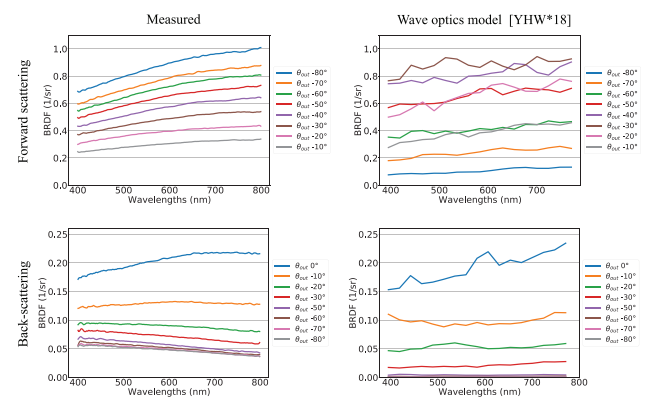 Measured
Wave optics model [YHW*18]
Forward scattering
BRDF (1/sr)
1.0
0.8
0.6
0.4
0.2
0.0
400 500 600 700 800
Wavelengths (nm)
θout -80°
θout -70°
θout -60°
θout -50°
θout -40°
θout -30°
θout -20°
θout -10°
BRDF (1/sr)
1.0
0.8
0.6
0.4
0.2
0.0
400 500 600 700
Wavelengths (nm)
θout -80°
θout -70°
θout -60°
θout -50°
θout -40°
θout -30°
θout -20°
θout -10°
Back-scattering
BRDF (1/sr)
0.25
0.20
0.15
0.10
0.05
0.00
400 500 600 700 800
Wavelengths (nm)
θout 0°
θout -10°
θout -20°
θout -30°
θout -50°
θout -60°
θout -70°
θout -80°
BRDF (1/sr)
0.25
0.20
0.15
0.10
0.05
0.00
400 500 600 700
Wavelengths (nm)
θout 0°
θout -10°
θout -20°
θout -30°
θout -50°
θout -60°
θout -70°
θout -80°